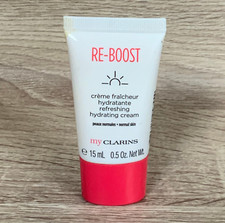 RE-BOOST
crème fraîcheur
hydratante
refreshing
hydrating cream
peaux normales • normal skin
my CLARINS
℮ 15 mL 0.5 Oz. Net Wt.